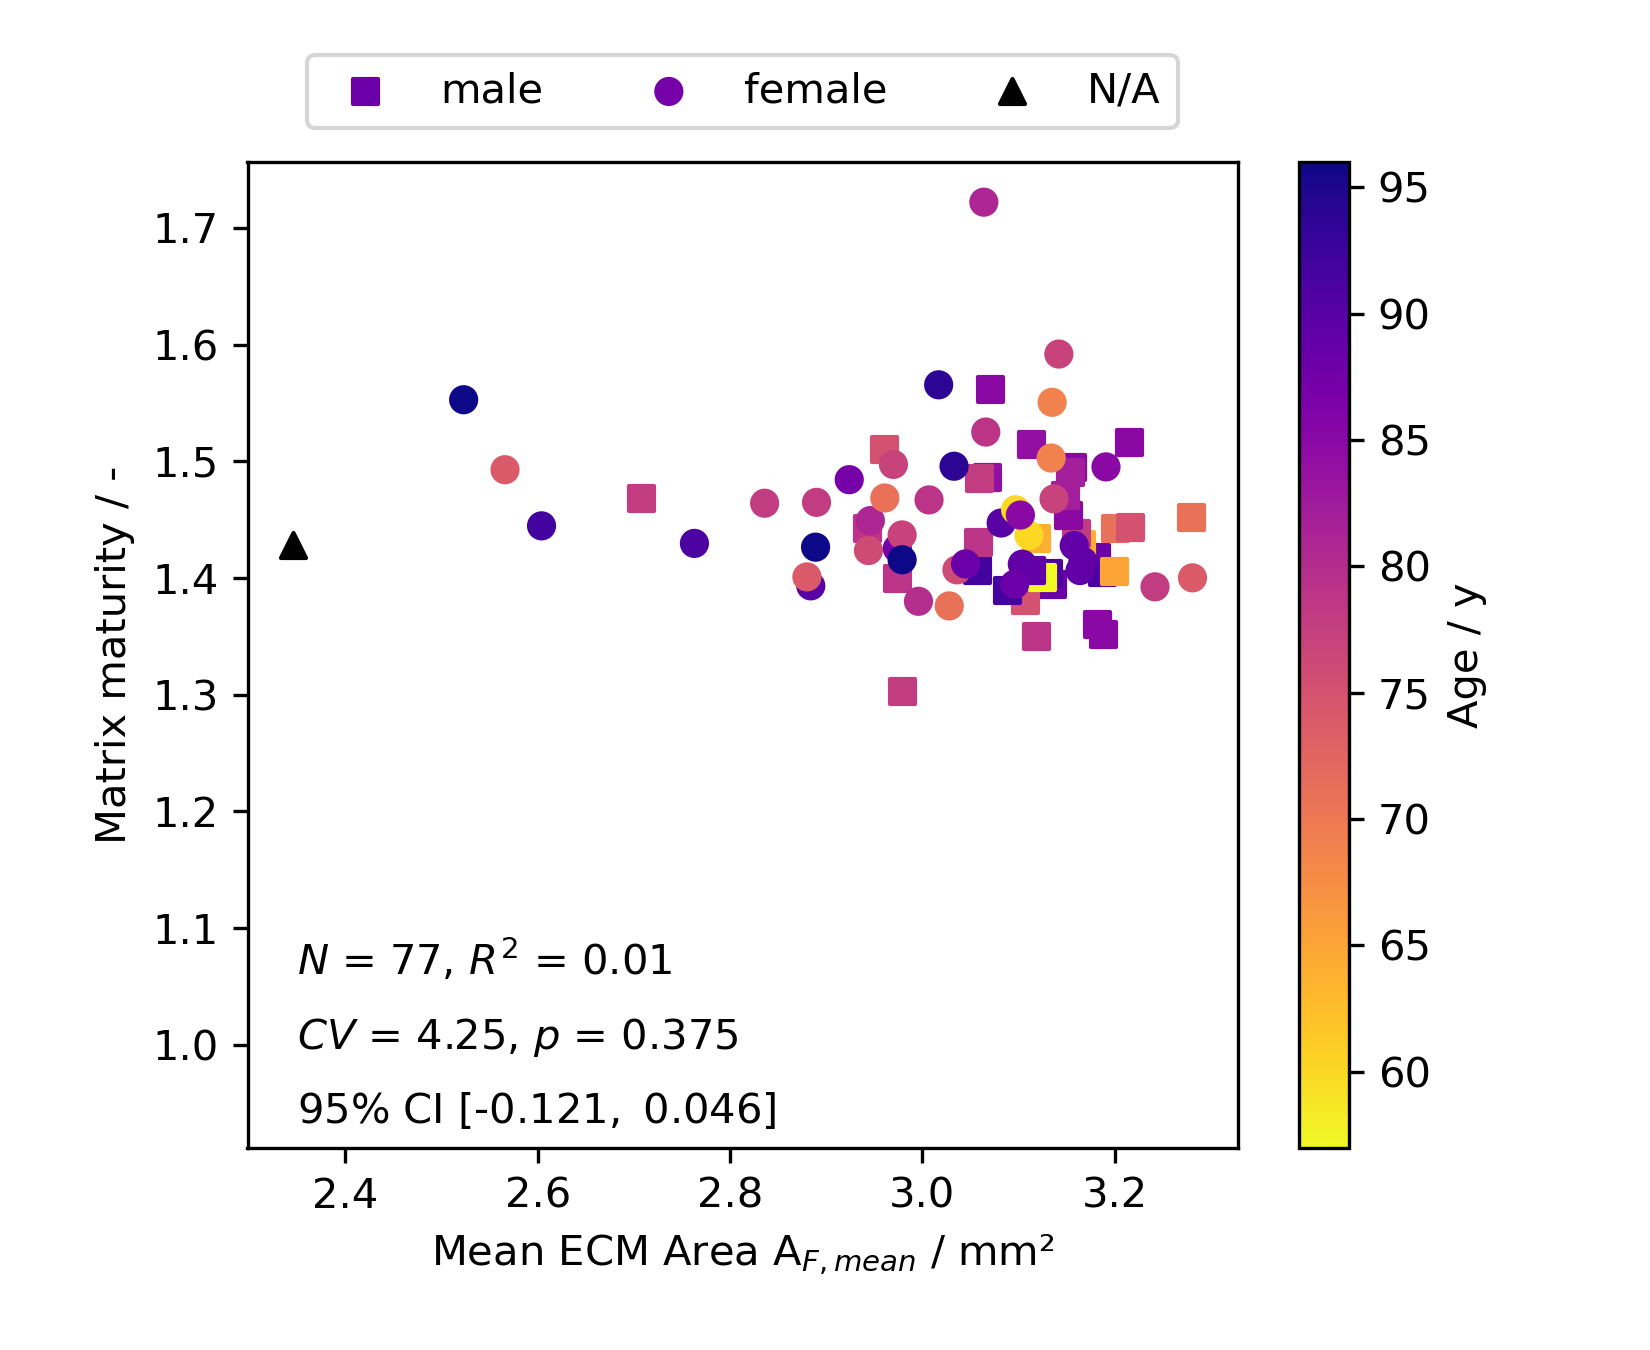 male female N/A
1.7
1.6
1.5
1.4
1.3
1.2
1.1
1.0
Matrix maturity / -
N = 77, R² = 0.01
CV = 4.25, p = 0.375
95% CI [-0.121, 0.046]
2.4 2.6 2.8 3.0 3.2
Mean ECM Area A_{F, mean} / mm²
95
90
85
80
75
70
65
60
Age / y